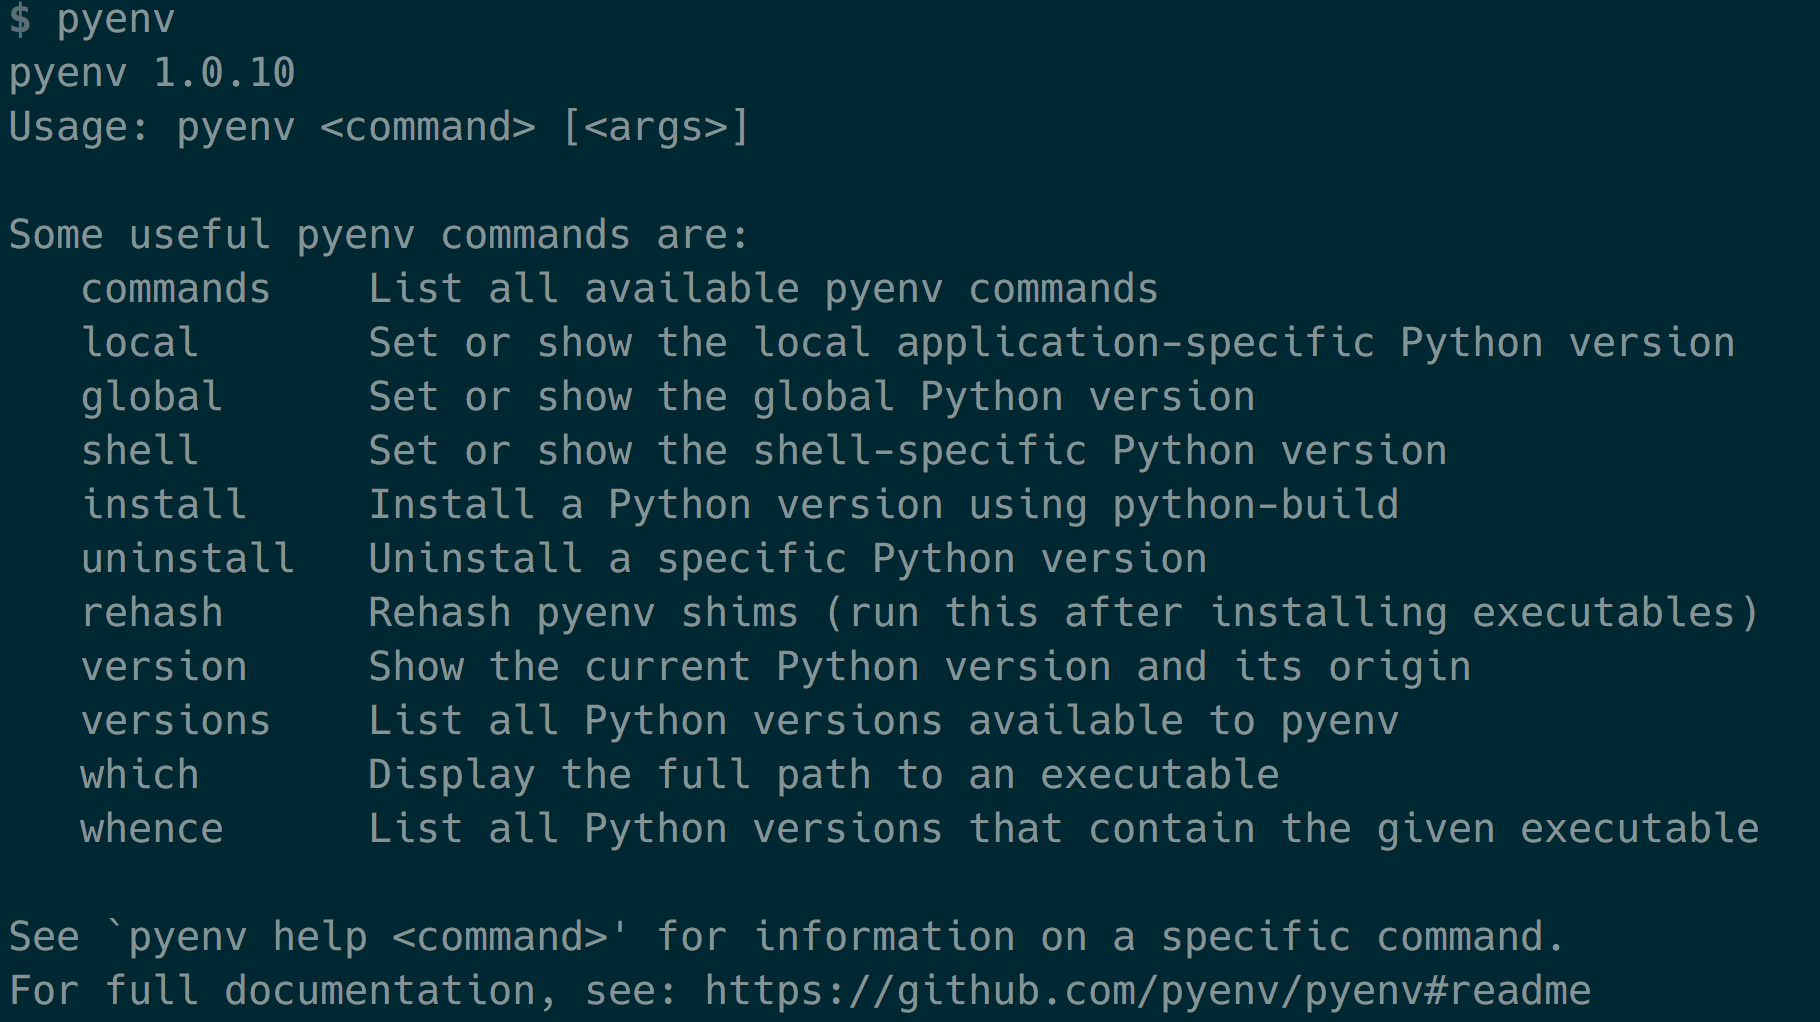 $ pyenv
pyenv 1.0.10
Usage: pyenv <command> [<args>]

Some useful pyenv commands are:
   commands    List all available pyenv commands
   local       Set or show the local application-specific Python version
   global      Set or show the global Python version
   shell       Set or show the shell-specific Python version
   install     Install a Python version using python-build
   uninstall   Uninstall a specific Python version
   rehash      Rehash pyenv shims (run this after installing executables)
   version     Show the current Python version and its origin
   versions    List all Python versions available to pyenv
   which       Display the full path to an executable
   whence      List all Python versions that contain the given executable

See `pyenv help <command>' for information on a specific command.
For full documentation, see: https://github.com/pyenv/pyenv#readme